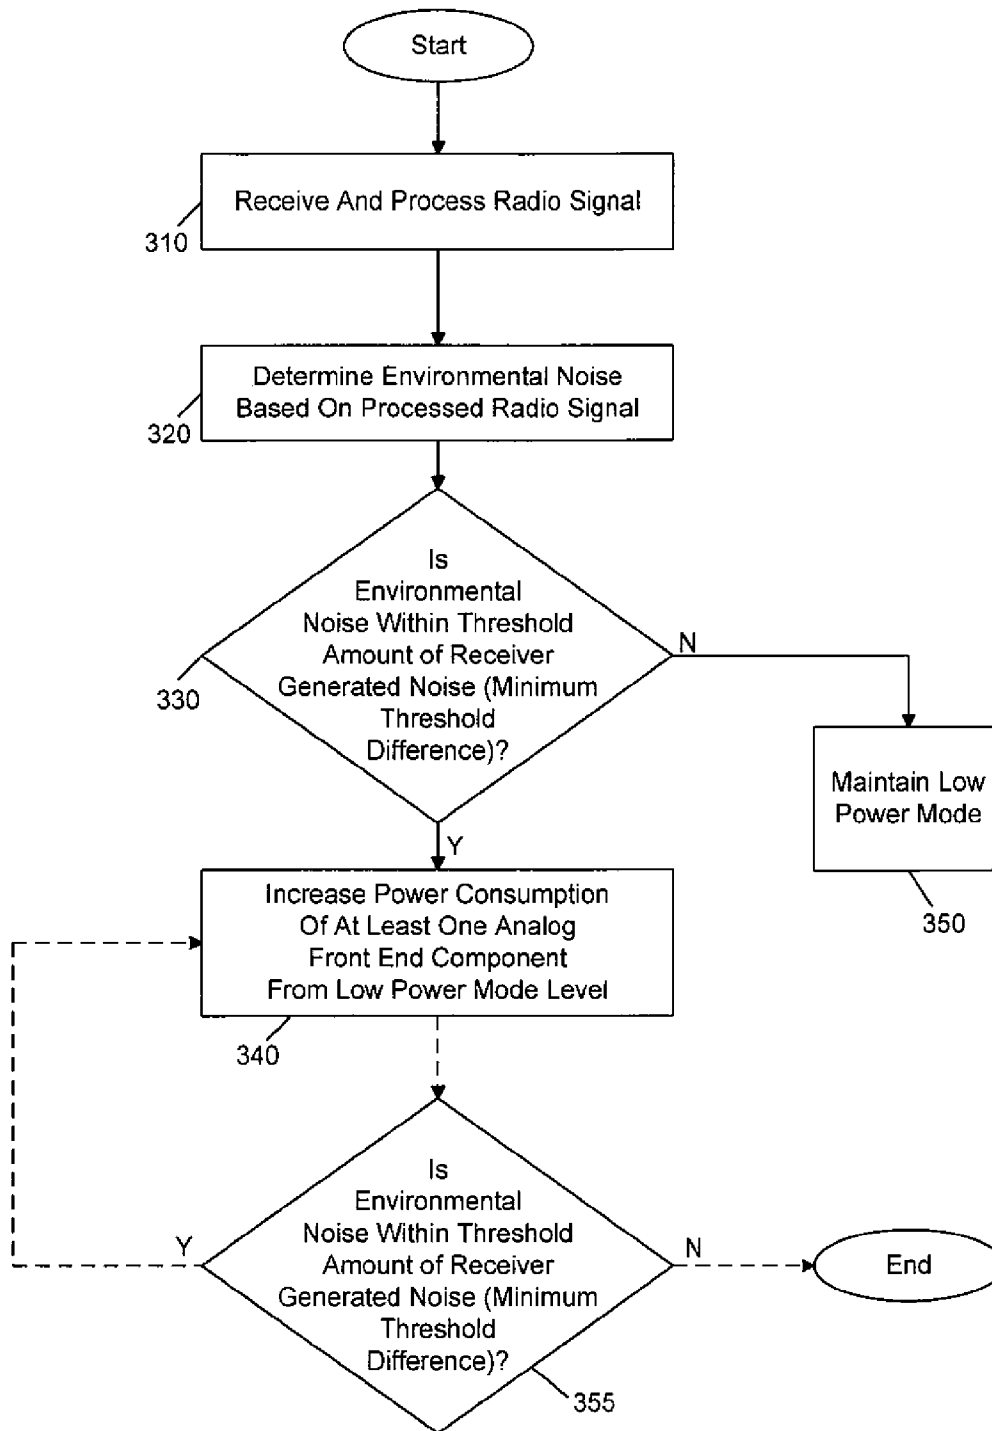 Start
Receive And Process Radio Signal
310
Determine Environmental Noise
Based On Processed Radio Signal
320
Is
Environmental
Noise Within Threshold
Amount of Receiver
Generated Noise (Minimum
Threshold
Difference)?
330
N
Maintain Low
Power Mode
350
Y
Increase Power Consumption
Of At Least One Analog
Front End Component
From Low Power Mode Level
340
Is
Environmental
Noise Within Threshold
Amount of Receiver
Generated Noise (Minimum
Threshold
Difference)?
355
Y
N
End